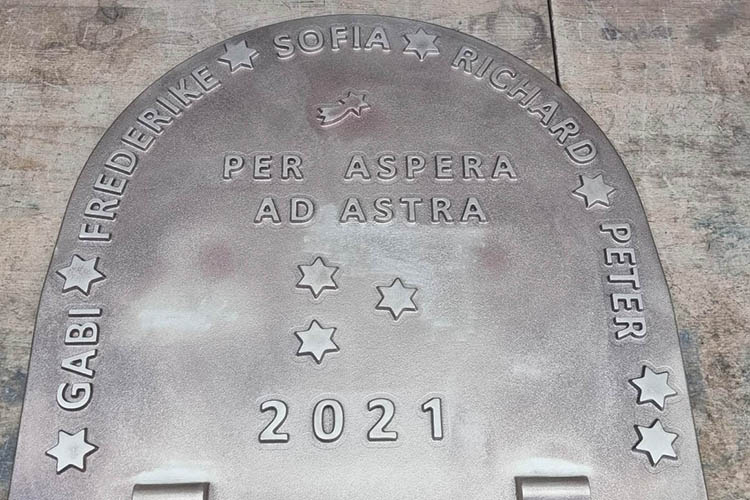 GABI FREDERIKE SOFIA RICHARD PETER
PER ASPERA
AD ASTRA
2021